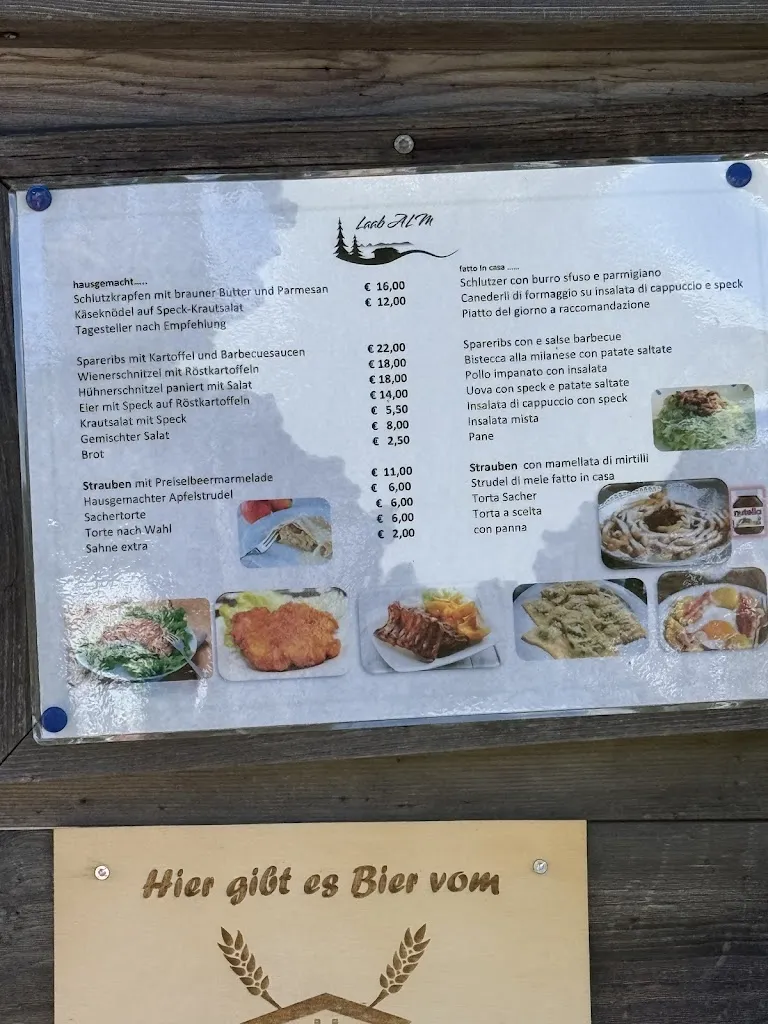 Laab ALM
hausgemacht.....
Schlutzkrapfen mit brauner Butter und Parmesan € 16,00
Käseknödel auf Speck-Krautsalat € 12,00
Tagesteller nach Empfehlung
Spareribs mit Kartoffel und Barbecuesaucen € 22,00
Wienerschnitzel mit Röstkartoffeln € 18,00
Hühnerschnitzel paniert mit Salat € 18,00
Eier mit Speck auf Röstkartoffeln € 14,00
Krautsalat mit Speck € 5,50
Gemischter Salat € 8,00
Brot € 2,50
Strauben mit Preiselbeermarmelade € 11,00
Hausgemachter Apfelstrudel € 6,00
Sachertorte € 6,00
Torte nach Wahl € 6,00
Sahne extra € 2,00
fatto in casa ......
Schlutzer con burro sfuso e parmigiano
Canederli di formaggio su insalata di cappuccio e speck
Piatto del giorno a raccomandazione
Spareribs con e salse barbecue
Bistecca alla milanese con patate saltate
Pollo impanato con insalata
Uova con speck e patate saltate
Insalata di cappuccio con speck
Insalata mista
Pane
Strauben con mamellata di mirtilli
Strudel di mele fatto in casa
Torta Sacher
Torta a scelta
con panna
nutella
Hier gibt es Bier vom